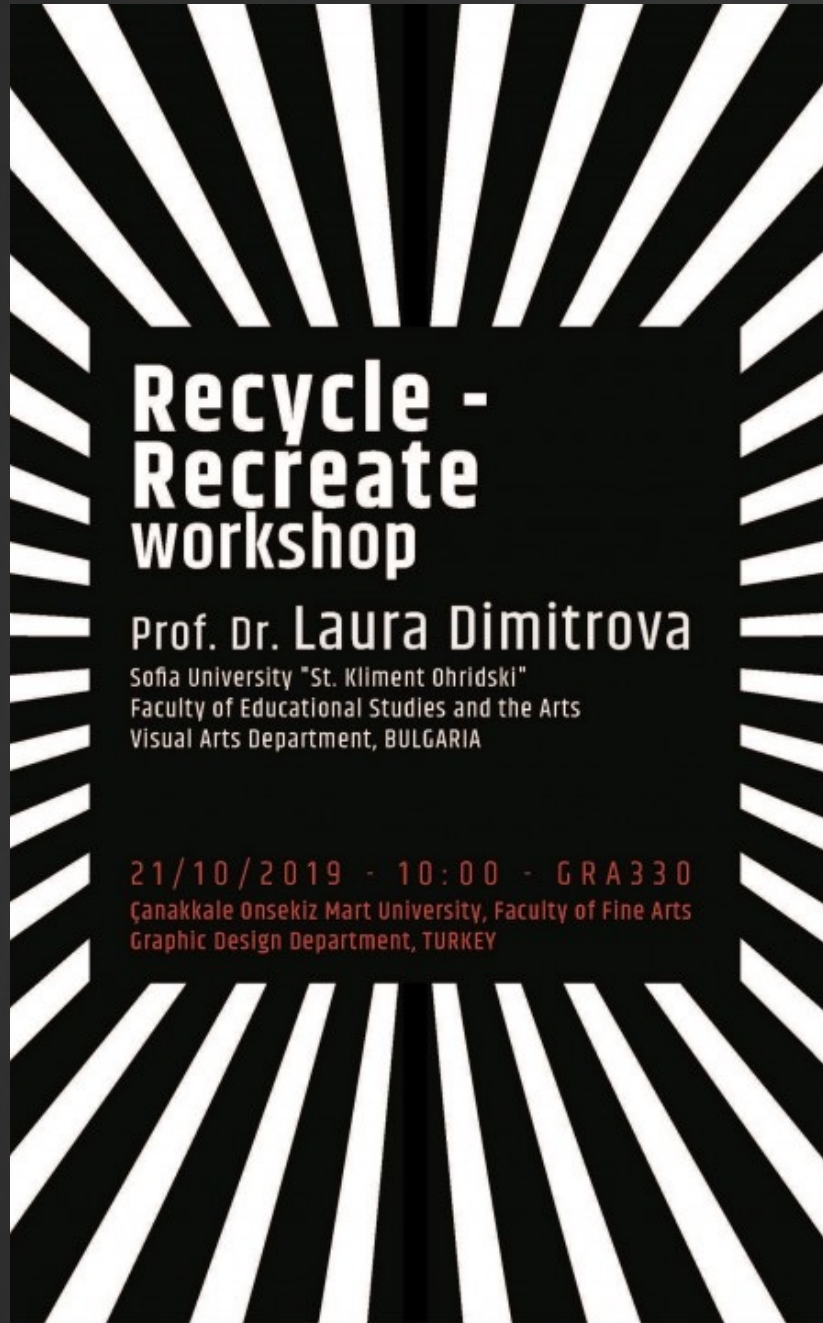 Recycle -
Recreate
workshop
Prof. Dr. Laura Dimitrova
Sofia University "St. Kliment Ohridski"
Faculty of Educational Studies and the Arts
Visual Arts Department, BULGARIA
21/10/2019 - 10:00 - GRA330
Çanakkale Onsekiz Mart University, Faculty of Fine Arts
Graphic Design Department, TURKEY